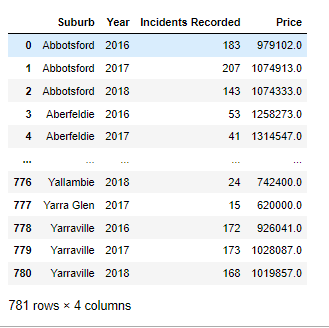 Suburb Year Incidents Recorded Price
0 Abbotsford 2016 183 979102.0
1 Abbotsford 2017 207 1074913.0
2 Abbotsford 2018 143 1074333.0
3 Aberfeldie 2016 53 1258273.0
4 Aberfeldie 2017 41 1314547.0
... ... ... ... ...
776 Yallambie 2018 24 742400.0
777 Yarra Glen 2017 15 620000.0
778 Yarraville 2016 172 926041.0
779 Yarraville 2017 173 1028087.0
780 Yarraville 2018 168 1019857.0
781 rows × 4 columns